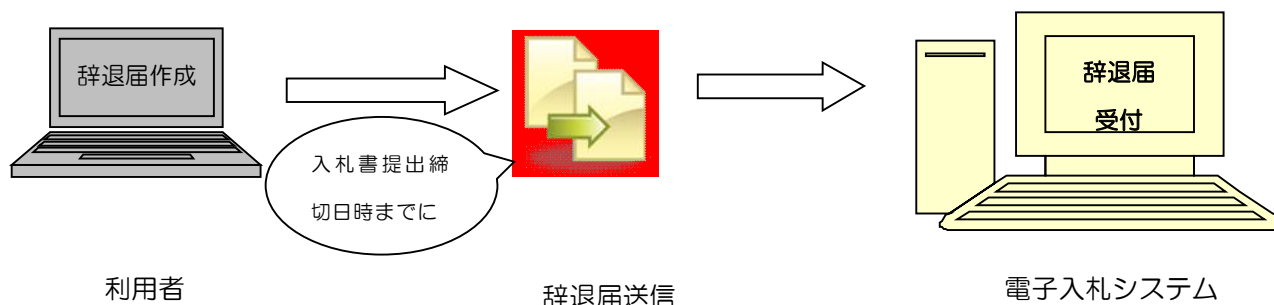 辞退届作成
入札書提出締
切日時までに
辞退届
受付
利用者
辞退届送信
電子入札システム